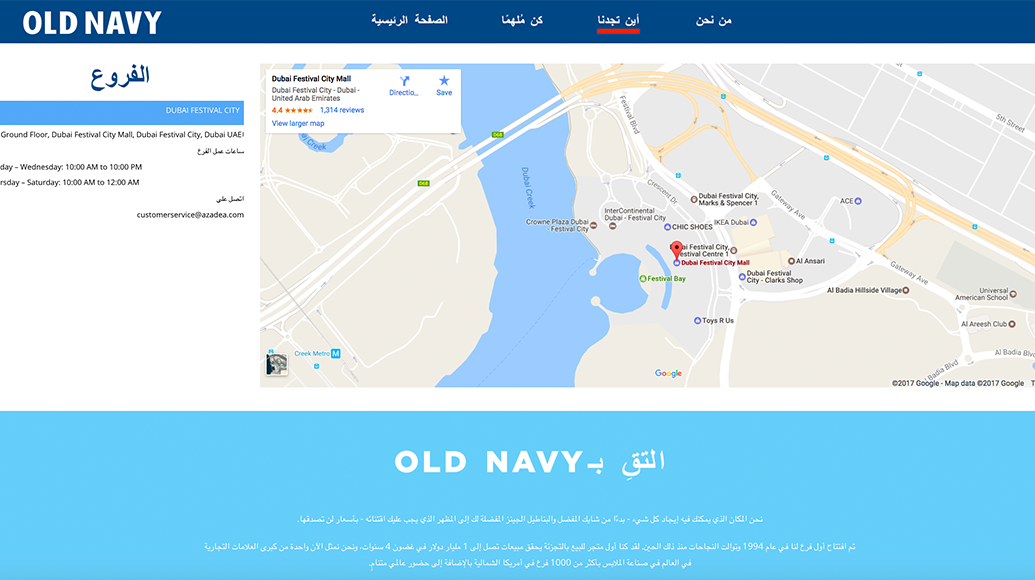 OLD NAVY
من نحن
أين تجدنا
كن مُلهمًا
الصفحة الرئيسية
الفروع
DUBAI FESTIVAL CITY
Ground Floor, Dubai Festival City Mall, Dubai Festival City, Dubai UAE
ساعات عمل الفرع
day – Wednesday: 10:00 AM to 10:00 PM
rsday – Saturday: 10:00 AM to 12:00 AM
اتصل على
customerservice@azadea.com
Dubai Festival City Mall
Dubai Festival City - Dubai -
United Arab Emirates
4.4 1,314 reviews
View larger map
Directio...
Save
Creek
D68
D68
Dubai Creek
Festival Blvd
5th Street
Crescent Dr
Gateway Ave
Dubai Festival City,
Marks & Spencer 1
ACE
InterContinental
Dubai - Festival City
IKEA Dubai
Crowne Plaza Dubai
- Festival City
CHIC SHOES
Dubai Festival City,
Festival Centre 1
Dubai Festival City Mall
Al Ansari
Festival Bay
Dubai Festival
City - Clarks Shop
Gateway Ave
Al Badia Hillside Village
Universal
American School
Toys R Us
Al Areesh Club
Creek Metro
M
Al Badia Blvd
Al Badia Blv
Google
©2017 Google - Map data ©2017 Google
T
التقِ بـ OLD NAVY
نحن المكان الذي يمكنك فيه إيجاد كل شيء - بدءًا من شايك المفضل والبناطيل الجينز المفضلة لك إلى المظهر الذي يجب عليك اقتنائه - بأسعار لن تصدقها.
تم افتتاح أول فرع لنا في عام 1994 وتوالت النجاحات منذ ذلك الحين. لقد كنا أول متجر للبيع بالتجزئة يحقق مبيعات تصل إلى 1 مليار دولار في غضون 4 سنوات، ونحن نمثل الآن واحدة من كبرى العلامات التجارية
في العالم في صناعة الملابس بأكثر من 1000 فرع في أمريكا الشمالية بالإضافة إلى حضور عالمي متنامٍ.